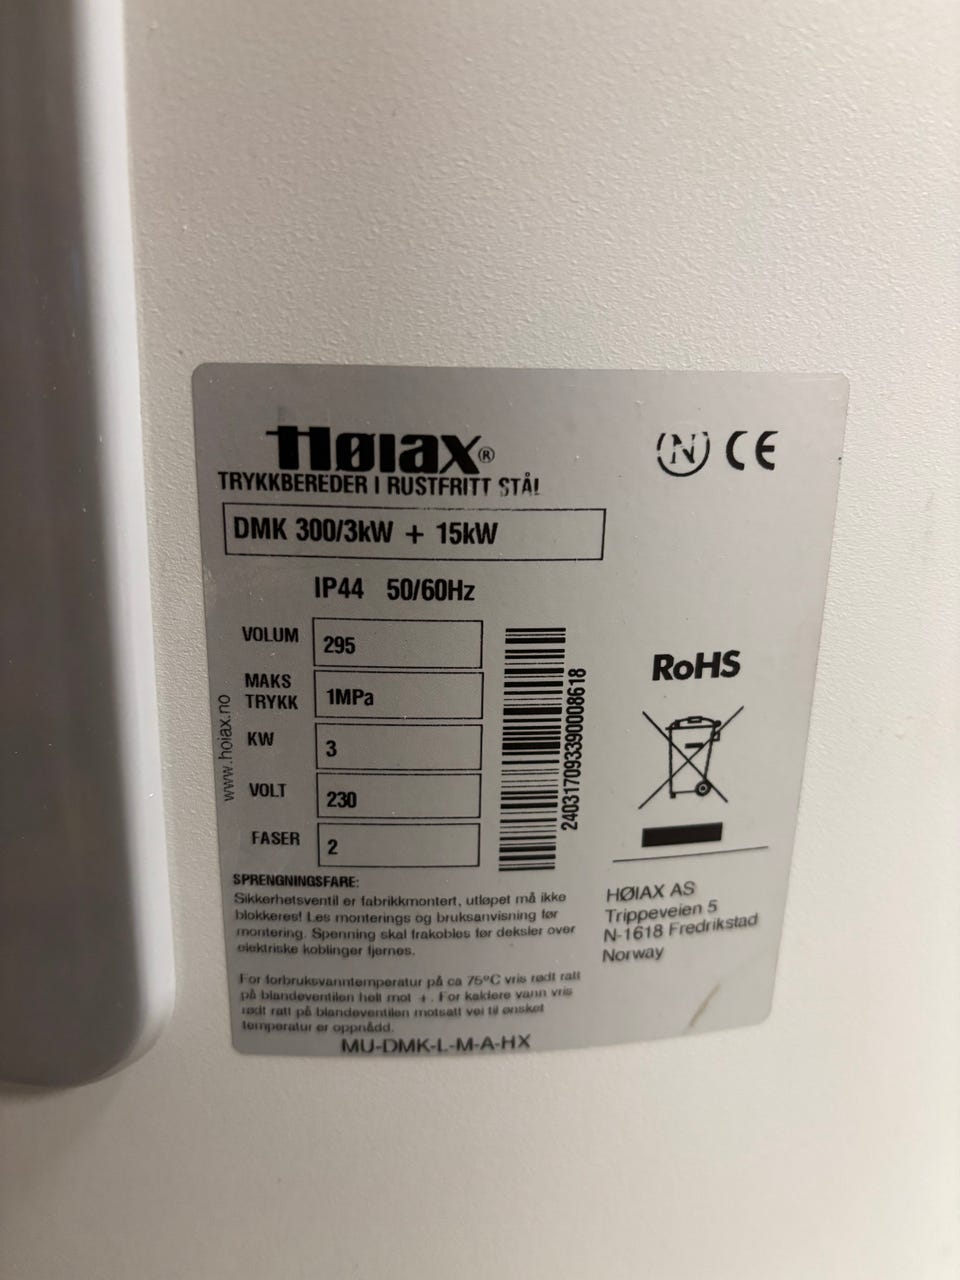 HØIAX®
N CE
TRYKKBEREDER I RUSTFRITT STÅL
DMK 300/3kW + 15kW
IP44 50/60Hz
VOLUM 295
MAKS TRYKK 1MPa
KW 3
VOLT 230
FASER 2
www.hoiax.no
2403170933900008618
RoHS
SPRENGNINGSFARE:
Sikkerhetsventil er fabrikkmontert, utløpet må ikke
blokkeres! Les monterings og bruksanvisning før
montering. Spenning skal frakobles før deksler over
elektriske koblinger fjernes.
For forbruksvanntemperatur på ca 75°C vris rødt ratt
på blandeventilen helt mot +. For kaldere vann vris
rødt ratt på blandeventilen motsatt vei til ønsket
temperatur er oppnådd.
MU-DMK-L-M-A-HX
HØIAX AS
Trippeveien 5
N-1618 Fredrikstad
Norway